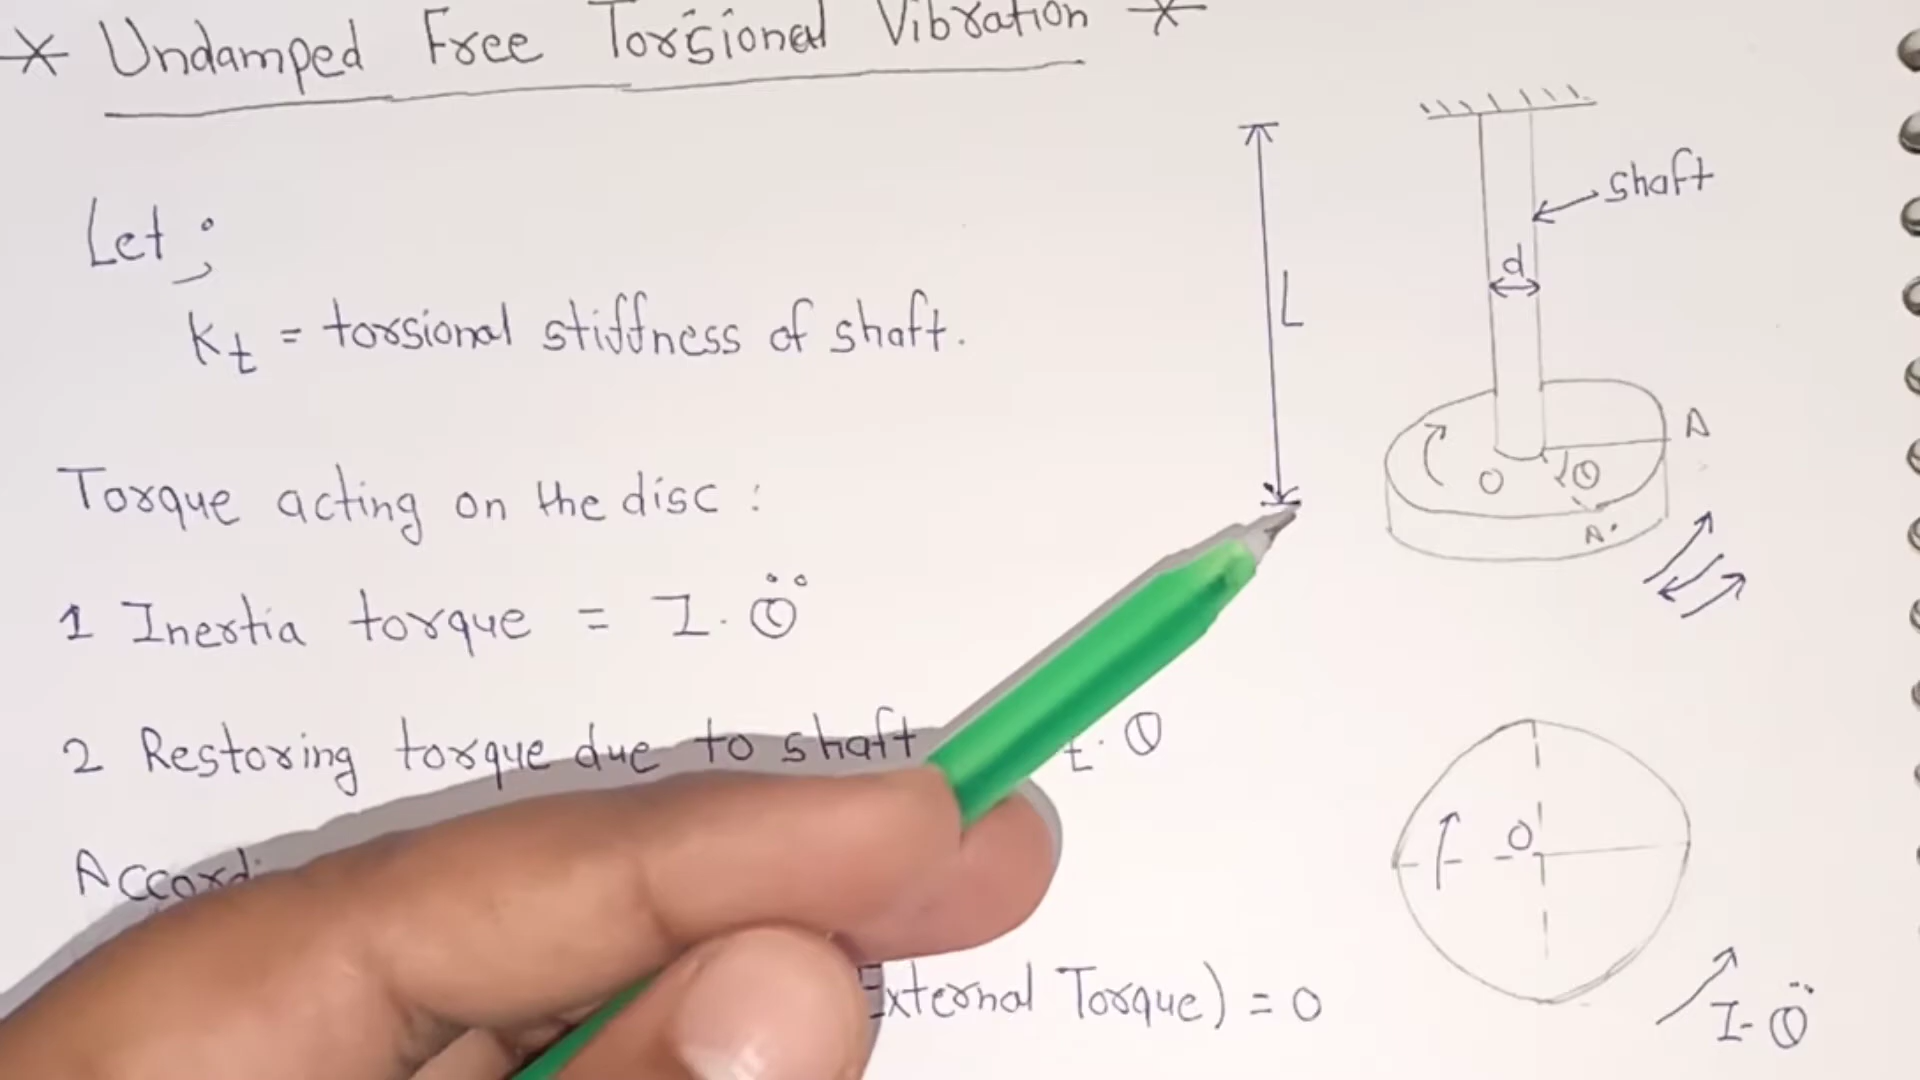 * Undamped Free Torsional Vibration *
Let ;
Kt = torsional stiffness of shaft.
Torque acting on the disc :
1 Inertia torque = I. θ̈
2 Restoring torque due to shaft
t. θ
External Torque) = 0
L
shaft
d
A
O
θ
A'
O
I- θ̈